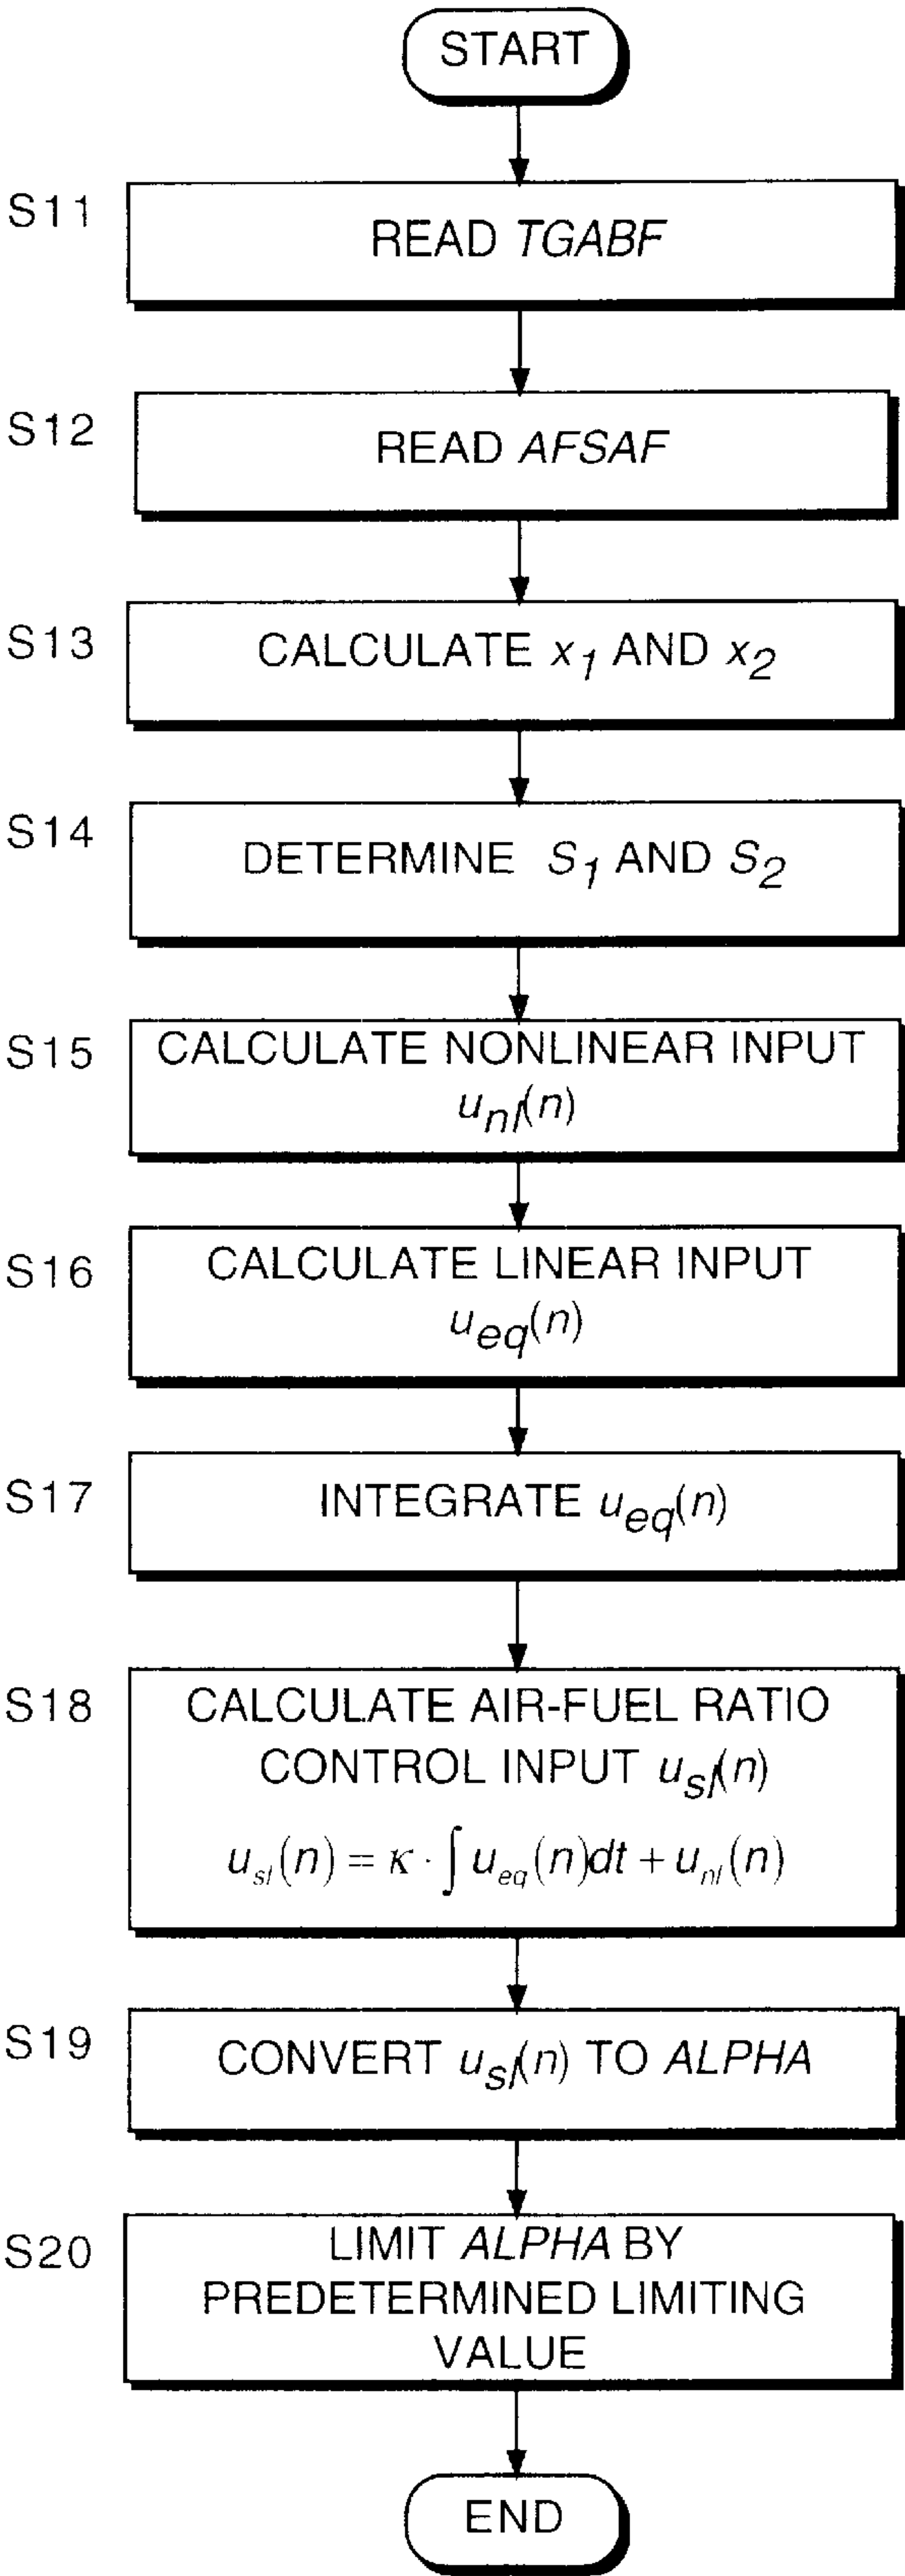 START
S11
READ TGABF
S12
READ AFSAF
S13
CALCULATE x1 AND x2
S14
DETERMINE S1 AND S2
S15
CALCULATE NONLINEAR INPUT
unl(n)
S16
CALCULATE LINEAR INPUT
ueq(n)
S17
INTEGRATE ueq(n)
S18
CALCULATE AIR-FUEL RATIO
CONTROL INPUT usl(n)
usl(n) = κ · ∫ ueq(n)dt + unl(n)
S19
CONVERT usl(n) TO ALPHA
S20
LIMIT ALPHA BY
PREDETERMINED LIMITING
VALUE
END